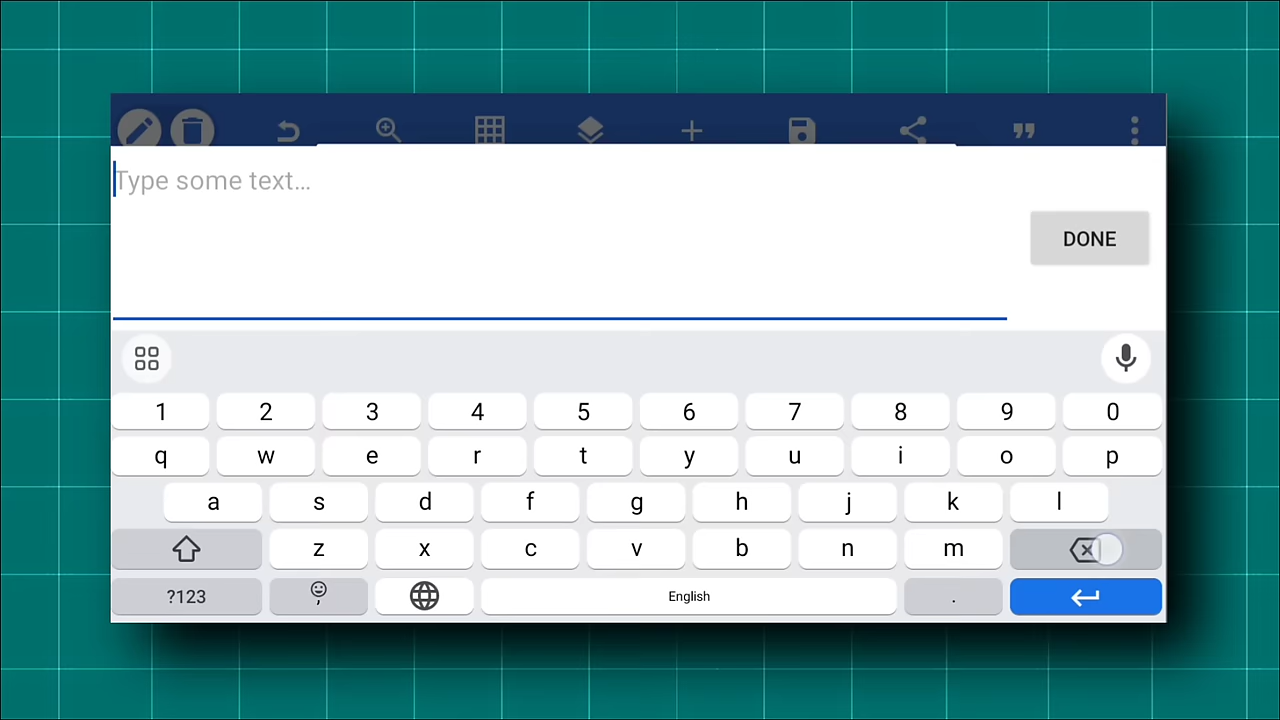 Type some text...
DONE
1 2 3 4 5 6 7 8 9 0
q w e r t y u i o p
a s d f g h j k l
z x c v b n m
?123 , English .